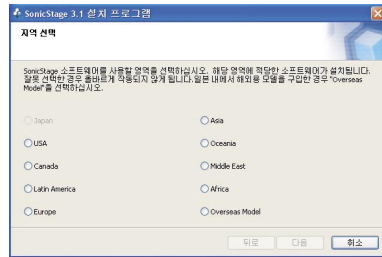 SonicStage 3.1 설치 프로그램
지역 선택
SonicStage 소프트웨어를 사용할 영역을 선택하십시오. 해당 영역에 적당한 소프트웨어가 설치됩니다.
잘못 선택한 경우 올바르게 작동되지 않게 됩니다.일본 내에서 해외용 모델을 구입한 경우 "Overseas
Model"를 선택하십시오.
Japan
USA
Canada
Latin America
Europe
Asia
Oceania
Middle East
Africa
Overseas Model
뒤로
다음
취소